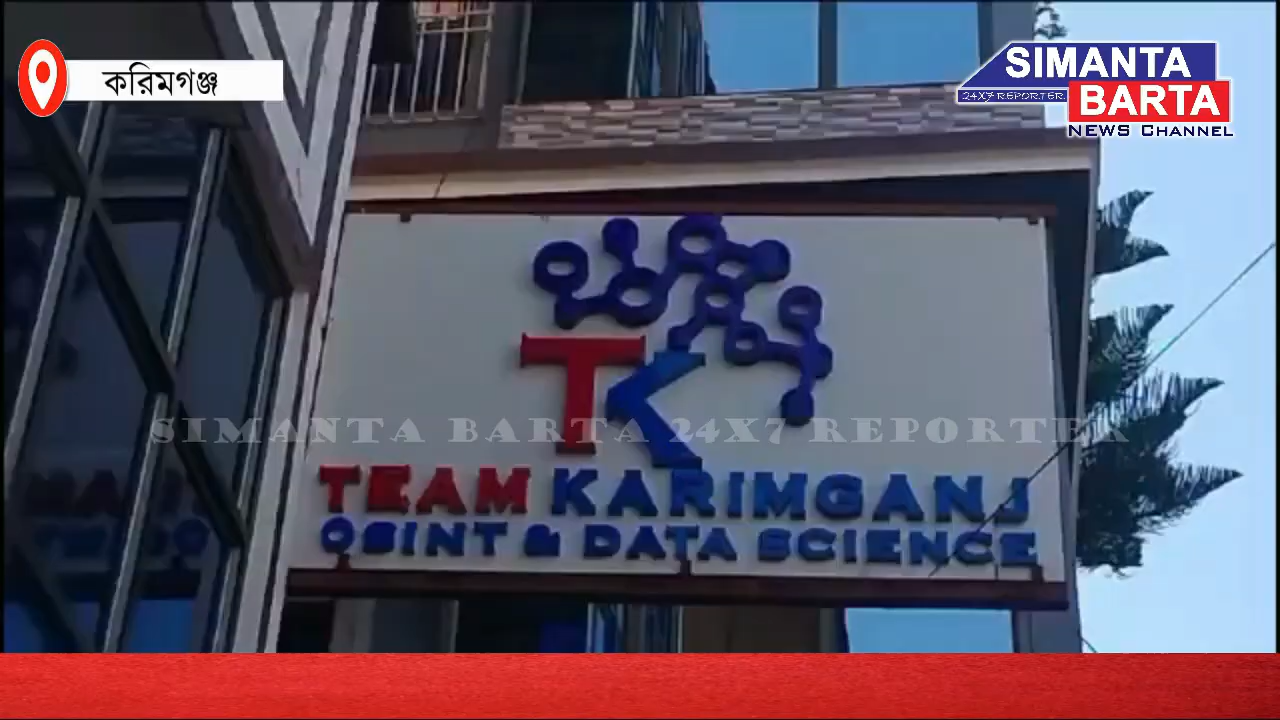 করিমগঞ্জ
SIMANTA
24X7 REPORTER
BARTA
NEWS CHANNEL
TK
SIMANTA BARTA 24X7 REPORTER
TEAM KARIMGANJ
OSINT & DATA SCIENCE